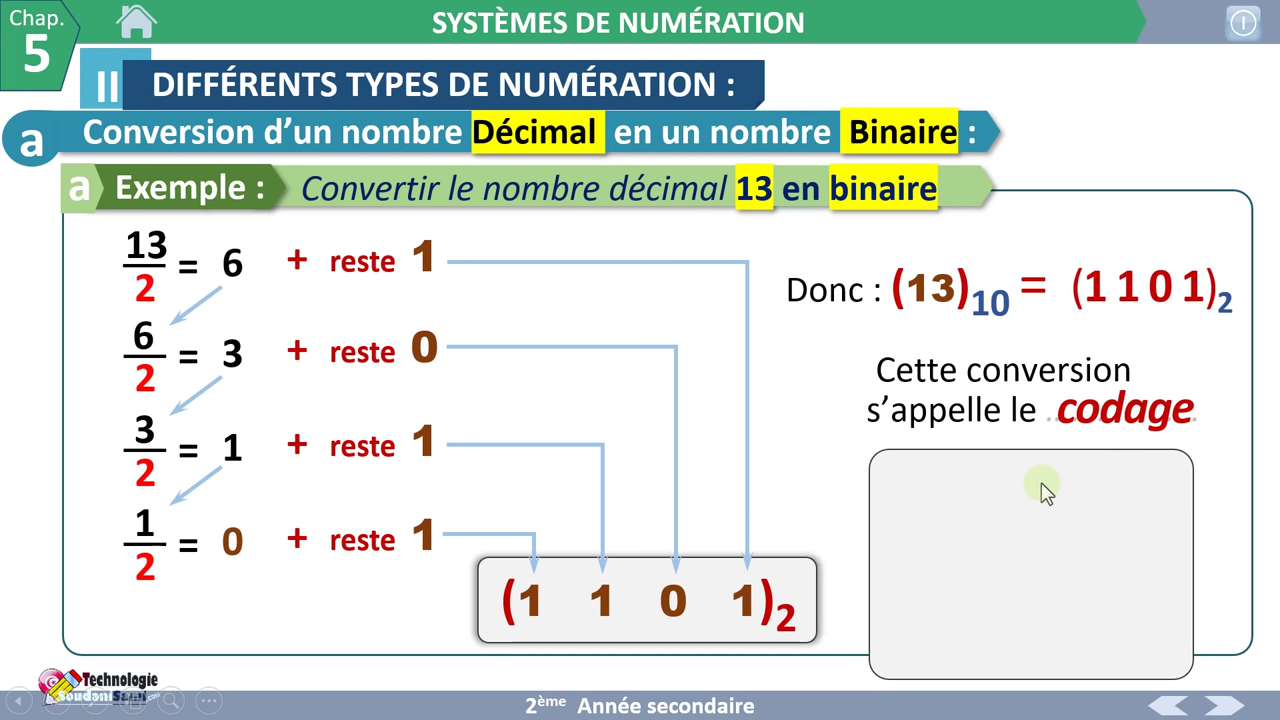 Chap.
5
SYSTÈMES DE NUMÉRATION
II DIFFÉRENTS TYPES DE NUMÉRATION :
a Conversion d’un nombre Décimal en un nombre Binaire :
a Exemple : Convertir le nombre décimal 13 en binaire
13/2 = 6 + reste 1
6/2 = 3 + reste 0
3/2 = 1 + reste 1
1/2 = 0 + reste 1
(1 1 0 1)2
Donc : (13)10 = (1 1 0 1)2
Cette conversion
s’appelle le codage
Technologie
SoudaniSami
2ème Année secondaire